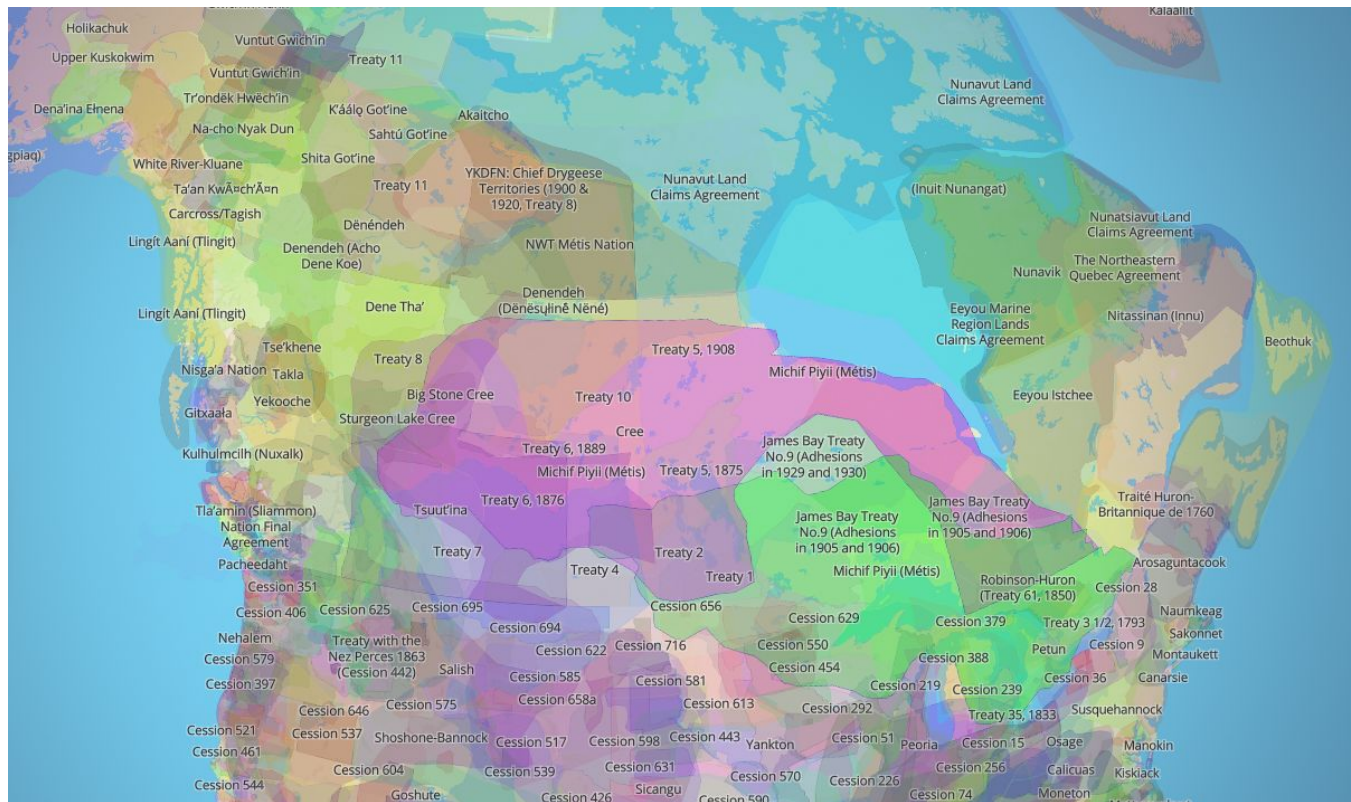 Holikachuk
Vuntut Gwich'in
Kalaallit
Upper Kuskokwim
Treaty 11
Vuntut Gwich'in
Nunavut Land
Claims Agreement
Dena'ina Ełnena
Tr'ondëk Hwëch'in
K'áálǫ Got'ine
Akaitcho
Na-cho Nyak Dun
Sahtú Got'ine
Shita Got'ine
White River-Kluane
YKDFN: Chief Drygeese
Territories (1900 &
1920, Treaty 8)
Treaty 11
Nunavut Land
Claims Agreement
(Inuit Nunangat)
Ta'an KwÃ¤ch'Ã¤n
Carcross/Tagish
Dënéndeh
Nunatsiavut Land
Claims Agreement
Lingít Aaní (Tlingit)
Denendeh (Acho
Dene Koe)
NWT Métis Nation
The Northeastern
Quebec Agreement
Nunavik
Dene Tha'
Denendeh
Eeyou Marine
Region Lands
Claims Agreement
Lingít Aaní (Tlingit)
Nitassinan (Innu)
Beothuk
Tse'khene
Treaty 5, 1908
Treaty 8
Nisga'a Nation
Takla
Michif Piyii (Métis)
Big Stone Cree
Treaty 10
Eeyou Istchee
Yekooche
Gitxaała
Sturgeon Lake Cree
Cree
Kulhulmcilh (Nuxalk)
Treaty 6, 1889
James Bay Treaty
No.9 (Adhesions
in 1929 and 1930)
Michif Piyii (Métis)
Treaty 5, 1875
Treaty 6, 1876
Tsuut'ina
Tla'amin (Sliammon)
Nation Final
Agreement
James Bay Treaty
No.9 (Adhesions
in 1905 and 1906)
James Bay Treaty
No.9 (Adhesions
in 1905 and 1906)
Traité Huron-
Britannique de 1760
Treaty 7
Treaty 2
Pacheedaht
Treaty 4
Treaty 1
Michif Piyii (Métis)
Arosaguntacook
Cession 351
Robinson-Huron
(Treaty 61, 1850)
Cession 28
Cession 406
Cession 625
Cession 695
Cession 656
Cession 629
Cession 379
Treaty 3 1/2, 1793
Naumkeag
Sakonnet
Nehalem
Treaty with the
Nez Perces 1863
(Cession 442)
Cession 694
Cession 622
Cession 716
Cession 550
Petun
Cession 9
Montaukett
Cession 579
Salish
Cession 585
Cession 581
Cession 454
Cession 388
Cession 36
Canarsie
Cession 397
Cession 219
Cession 239
Cession 646
Cession 575
Cession 658a
Cession 613
Cession 292
Treaty 35, 1833
Susquehannock
Cession 521
Cession 537
Shoshone-Bannock
Cession 517
Cession 598
Cession 443
Yankton
Cession 51
Peoria
Cession 15
Osage
Manokin
Cession 461
Cession 604
Cession 539
Cession 631
Cession 570
Cession 226
Cession 256
Calicuas
Kiskiack
Cession 544
Goshute
Cession 426
Sicangu
Cession 590
Cession 74
Moneton